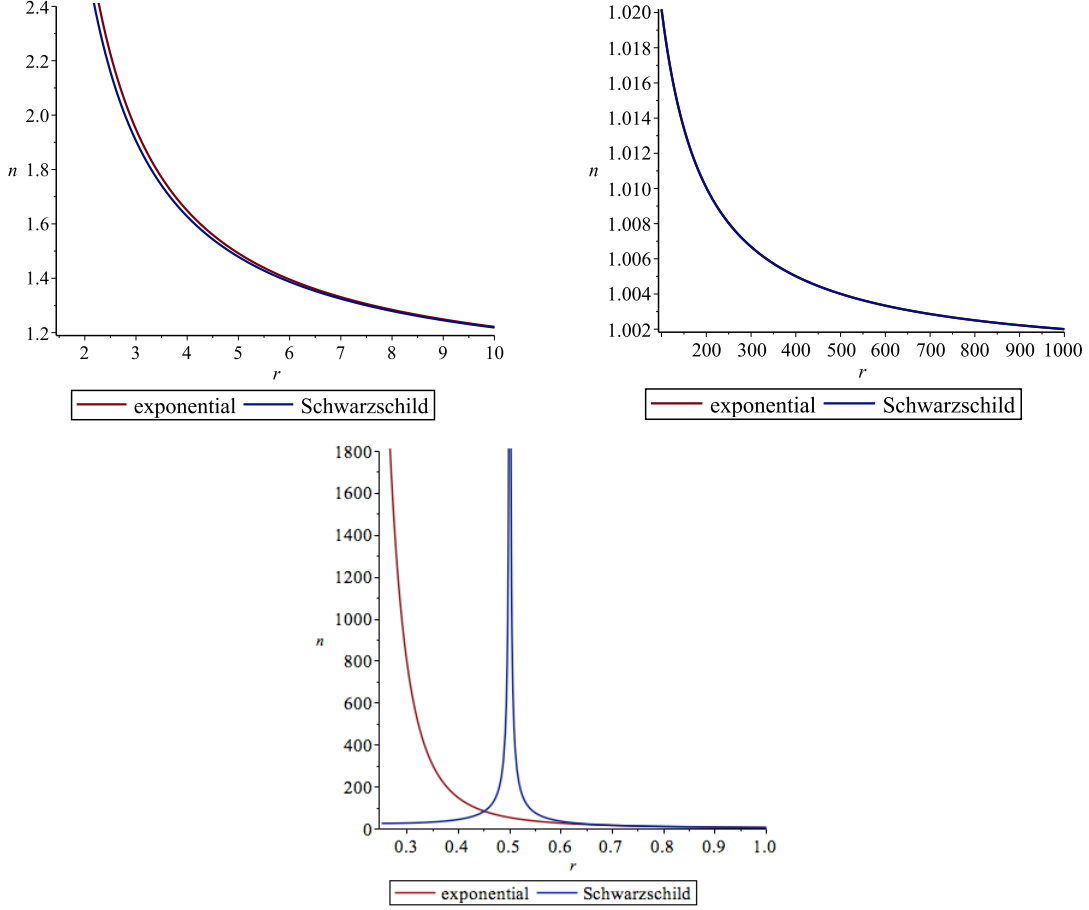 2.4
2.2
2.0
n 1.8
1.6
1.4
1.2
2 3 4 5 6 7 8 9 10
r
exponential Schwarzschild
1.020
1.018
1.016
1.014
1.012
n
1.010
1.008
1.006
1.004
1.002
200 300 400 500 600 700 800 900 1000
r
exponential Schwarzschild
1800
1600
1400
1200
1000
n
800
600
400
200
0
0.3 0.4 0.5 0.6 0.7 0.8 0.9 1.0
r
exponential Schwarzschild